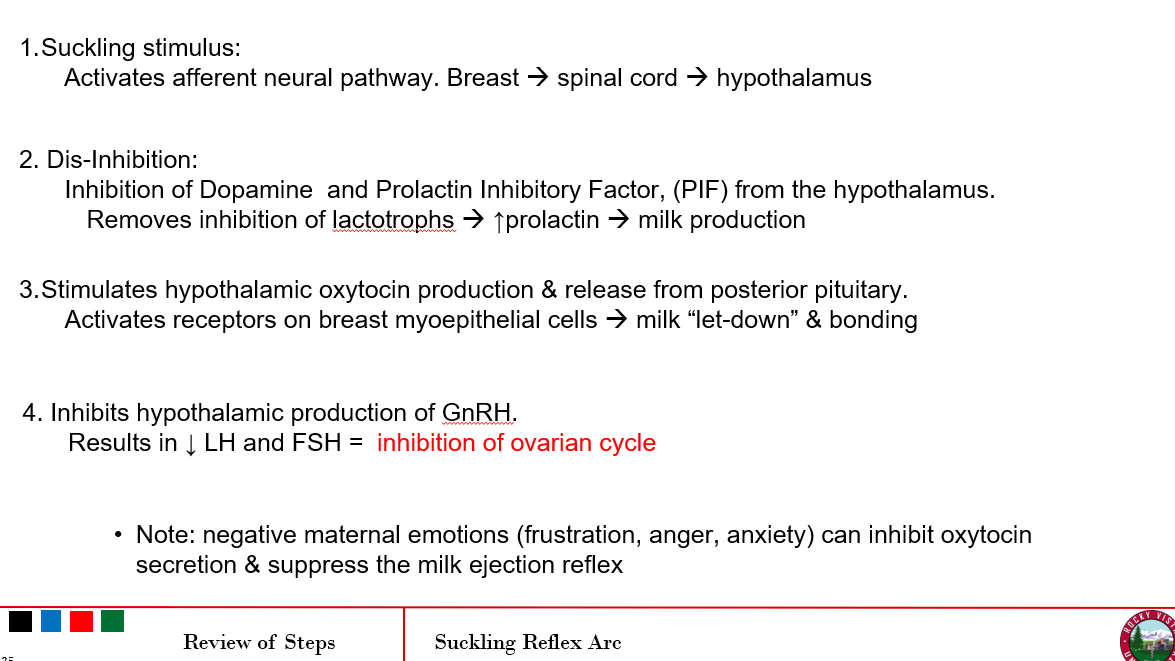 1.Suckling stimulus:
Activates afferent neural pathway. Breast → spinal cord → hypothalamus
2. Dis-Inhibition:
Inhibition of Dopamine  and Prolactin Inhibitory Factor, (PIF) from the hypothalamus.
Removes inhibition of lactotrophs → ↑prolactin → milk production
3.Stimulates hypothalamic oxytocin production & release from posterior pituitary.
Activates receptors on breast myoepithelial cells → milk “let-down” & bonding
4. Inhibits hypothalamic production of GnRH.
Results in ↓ LH and FSH =  inhibition of ovarian cycle
• Note: negative maternal emotions (frustration, anger, anxiety) can inhibit oxytocin
secretion & suppress the milk ejection reflex
Review of Steps
Suckling Reflex Arc
ROCKY